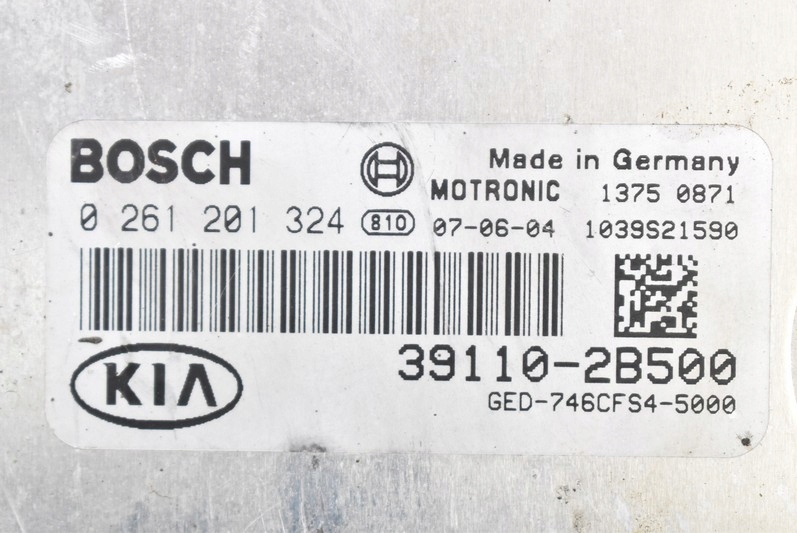 BOSCH
Made in Germany
MOTRONIC 1375 0871
0 261 201 324 810 07-06-04 1039S21590
39110-2B500
KIA
GED-746CFS4-5000